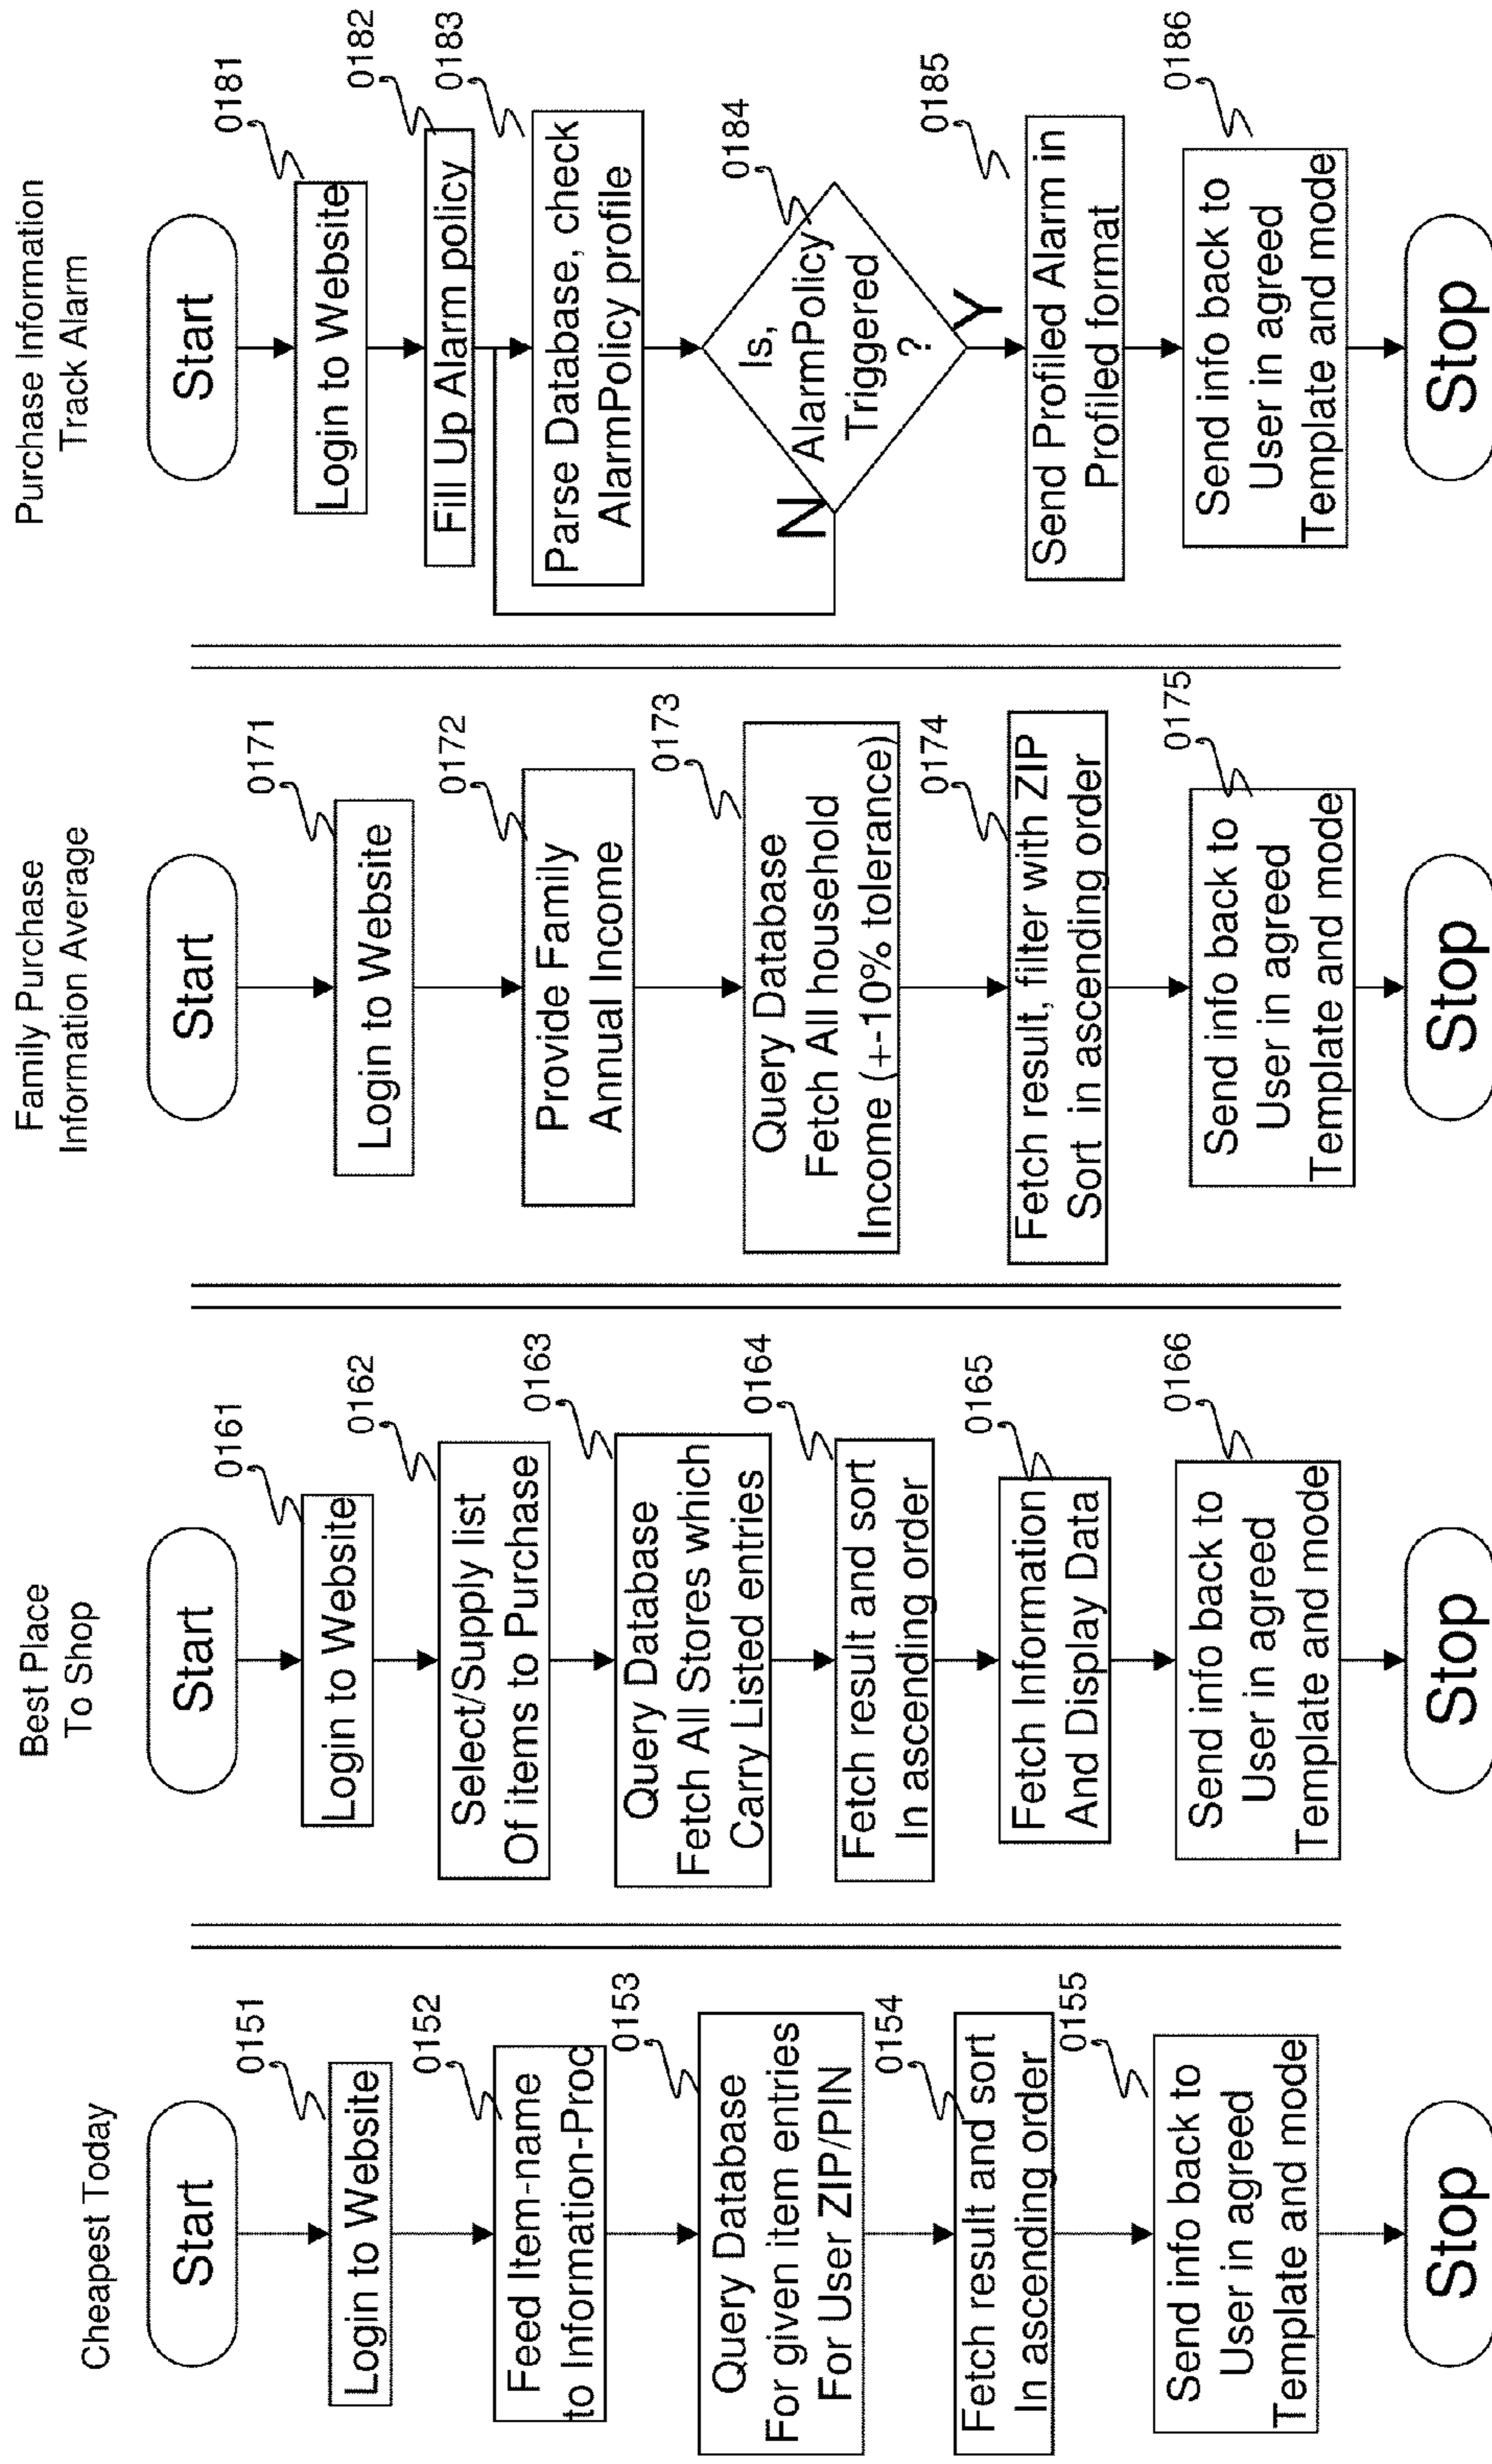 Cheapest Today
Start
0151
Login to Website
0152
Feed Item-name
to Information-Proc
0153
Query Database
For given item entries
For User ZIP/PIN
0154
Fetch result and sort
In ascending order
0155
Send info back to
User in agreed
Template and mode
Stop
Best Place
To Shop
Start
0161
Login to Website
0162
Select/Supply list
Of items to Purchase
0163
Query Database
Fetch All Stores which
Carry Listed entries
0164
Fetch result and sort
In ascending order
0165
Fetch Information
And Display Data
0166
Send info back to
User in agreed
Template and mode
Stop
Family Purchase
Information Average
Start
0171
Login to Website
0172
Provide Family
Annual Income
0173
Query Database
Fetch All household
Income (+-10% tolerance)
0174
Fetch result, filter with ZIP
Sort in ascending order
0175
Send info back to
User in agreed
Template and mode
Stop
Purchase Information
Track Alarm
Start
0181
Login to Website
0182
Fill Up Alarm policy
0183
Parse Database, check
AlarmPolicy profile
0184
Is,
AlarmPolicy
Triggered
?
N
Y
0185
Send Profiled Alarm in
Profiled format
0186
Send info back to
User in agreed
Template and mode
Stop